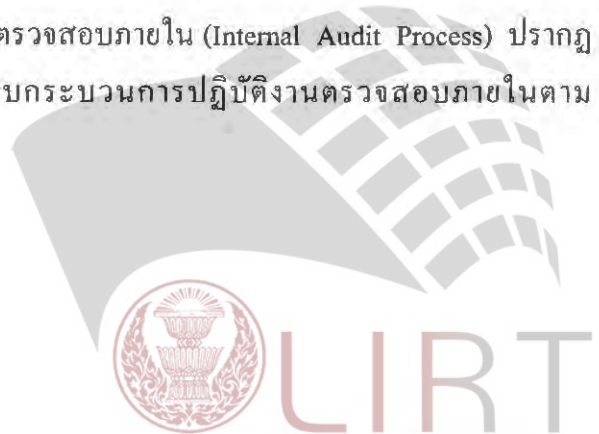 ตรวจสอบภายใน (Internal Audit Process) ปรากฏ
บกระบวนการปฏิบัติงานตรวจสอบภายในตาม
LIRT